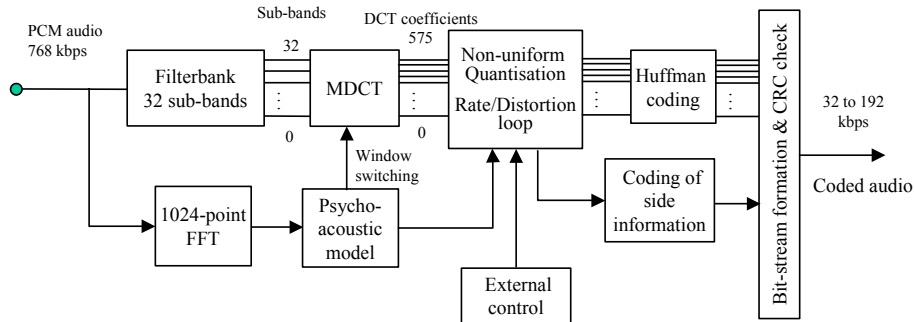 Sub-bands
DCT coefficients
PCM audio
768 kbps
32
575
Filterbank
32 sub-bands
MDCT
Non-uniform
Quantisation
Rate/Distortion
loop
Huffman
coding
Bit-stream formation & CRC check
32 to 192
kbps
0
0
Window
switching
Coded audio
1024-point
FFT
Psycho-
acoustic
model
Coding of
side
information
External
control